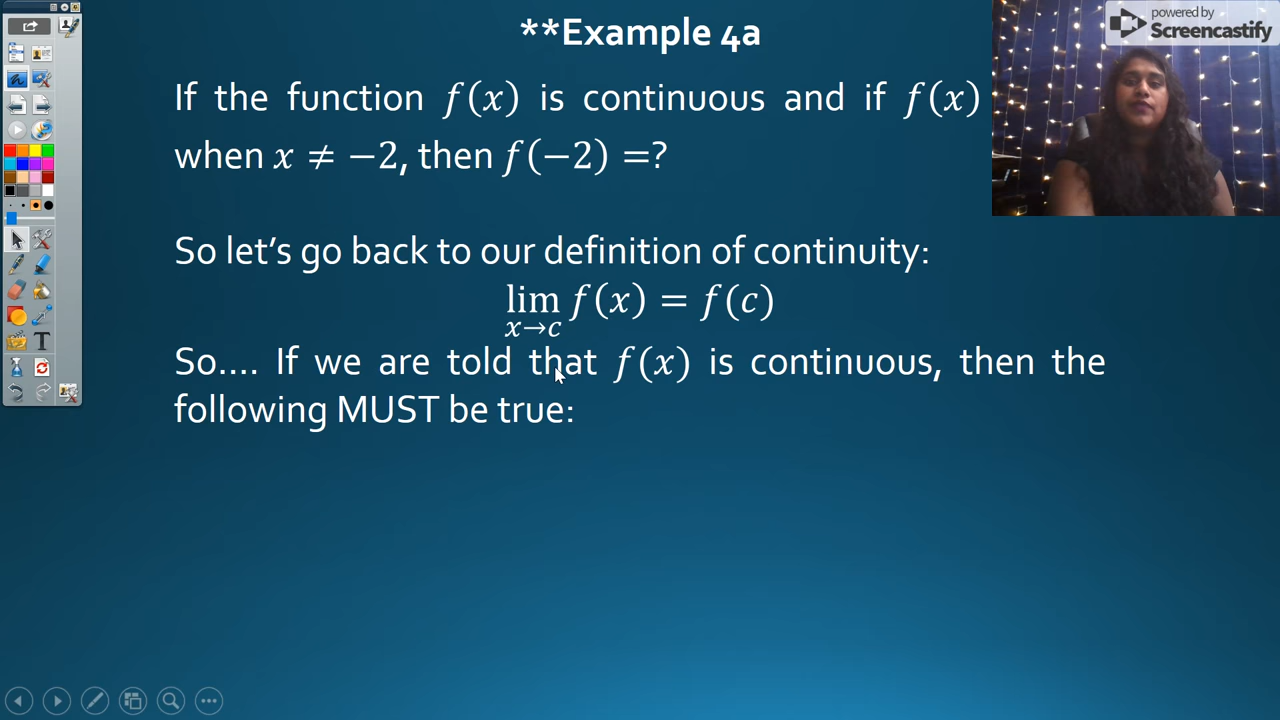 **Example 4a
powered by
Screencastify
If the function f(x) is continuous and if f(x)
when x ≠ −2, then f(−2) =?
So let's go back to our definition of continuity:
lim f(x) = f(c)
x→c
So.... If we are told that f(x) is continuous, then the
following MUST be true:
T